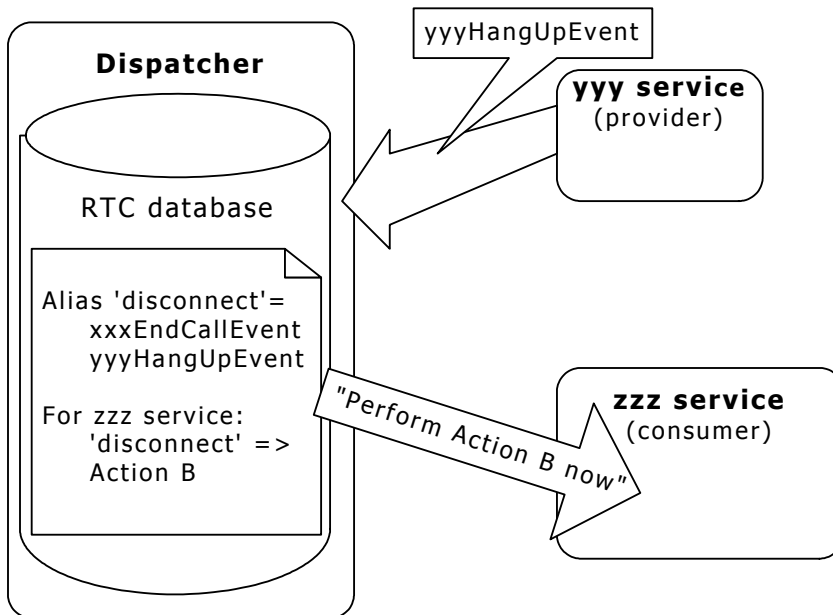 yyyHangUpEvent
Dispatcher
yyy service
(provider)
RTC database
Alias 'disconnect'=
xxxEndCallEvent
yyyHangUpEvent
For zzz service:
'disconnect' =>
Action B
"Perform Action B now"
zzz service
(consumer)